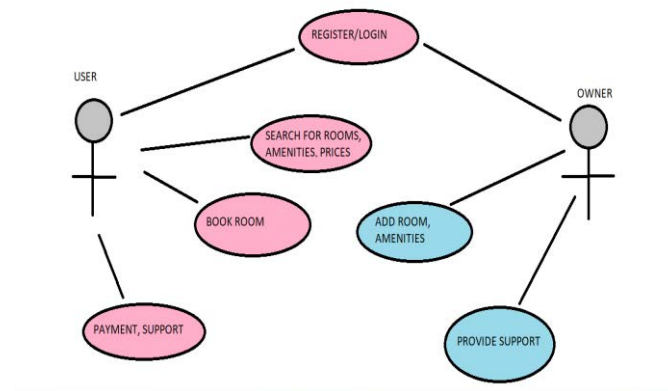 REGISTER/LOGIN
USER
OWNER
SEARCH FOR ROOMS,
AMENITIES. PRICES
BOOK ROOM
ADD ROOM,
AMENITIES
PAYMENT, SUPPORT
PROVIDE SUPPORT